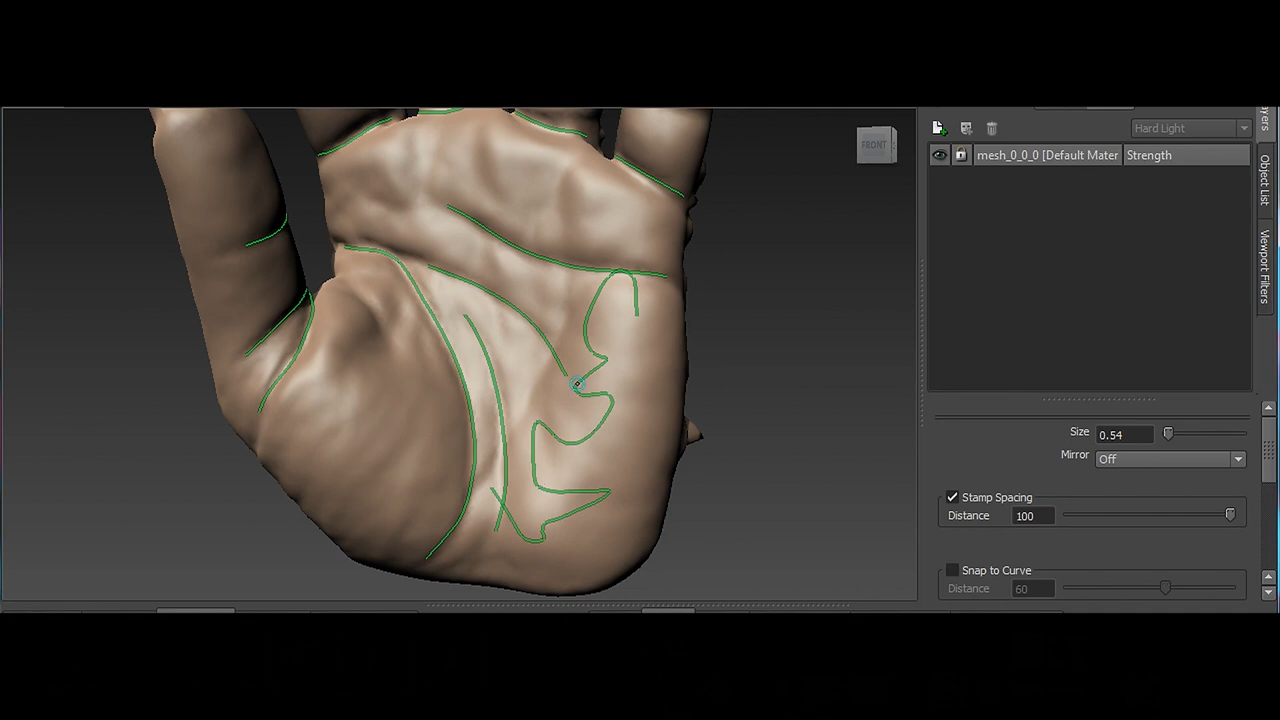 FRONT
Hard Light
mesh_0_0_0 [Default Mater
Strength
Object List
Viewport Filters
Size 0.54
Mirror Off
Stamp Spacing
Distance 100
Snap to Curve
Distance 60